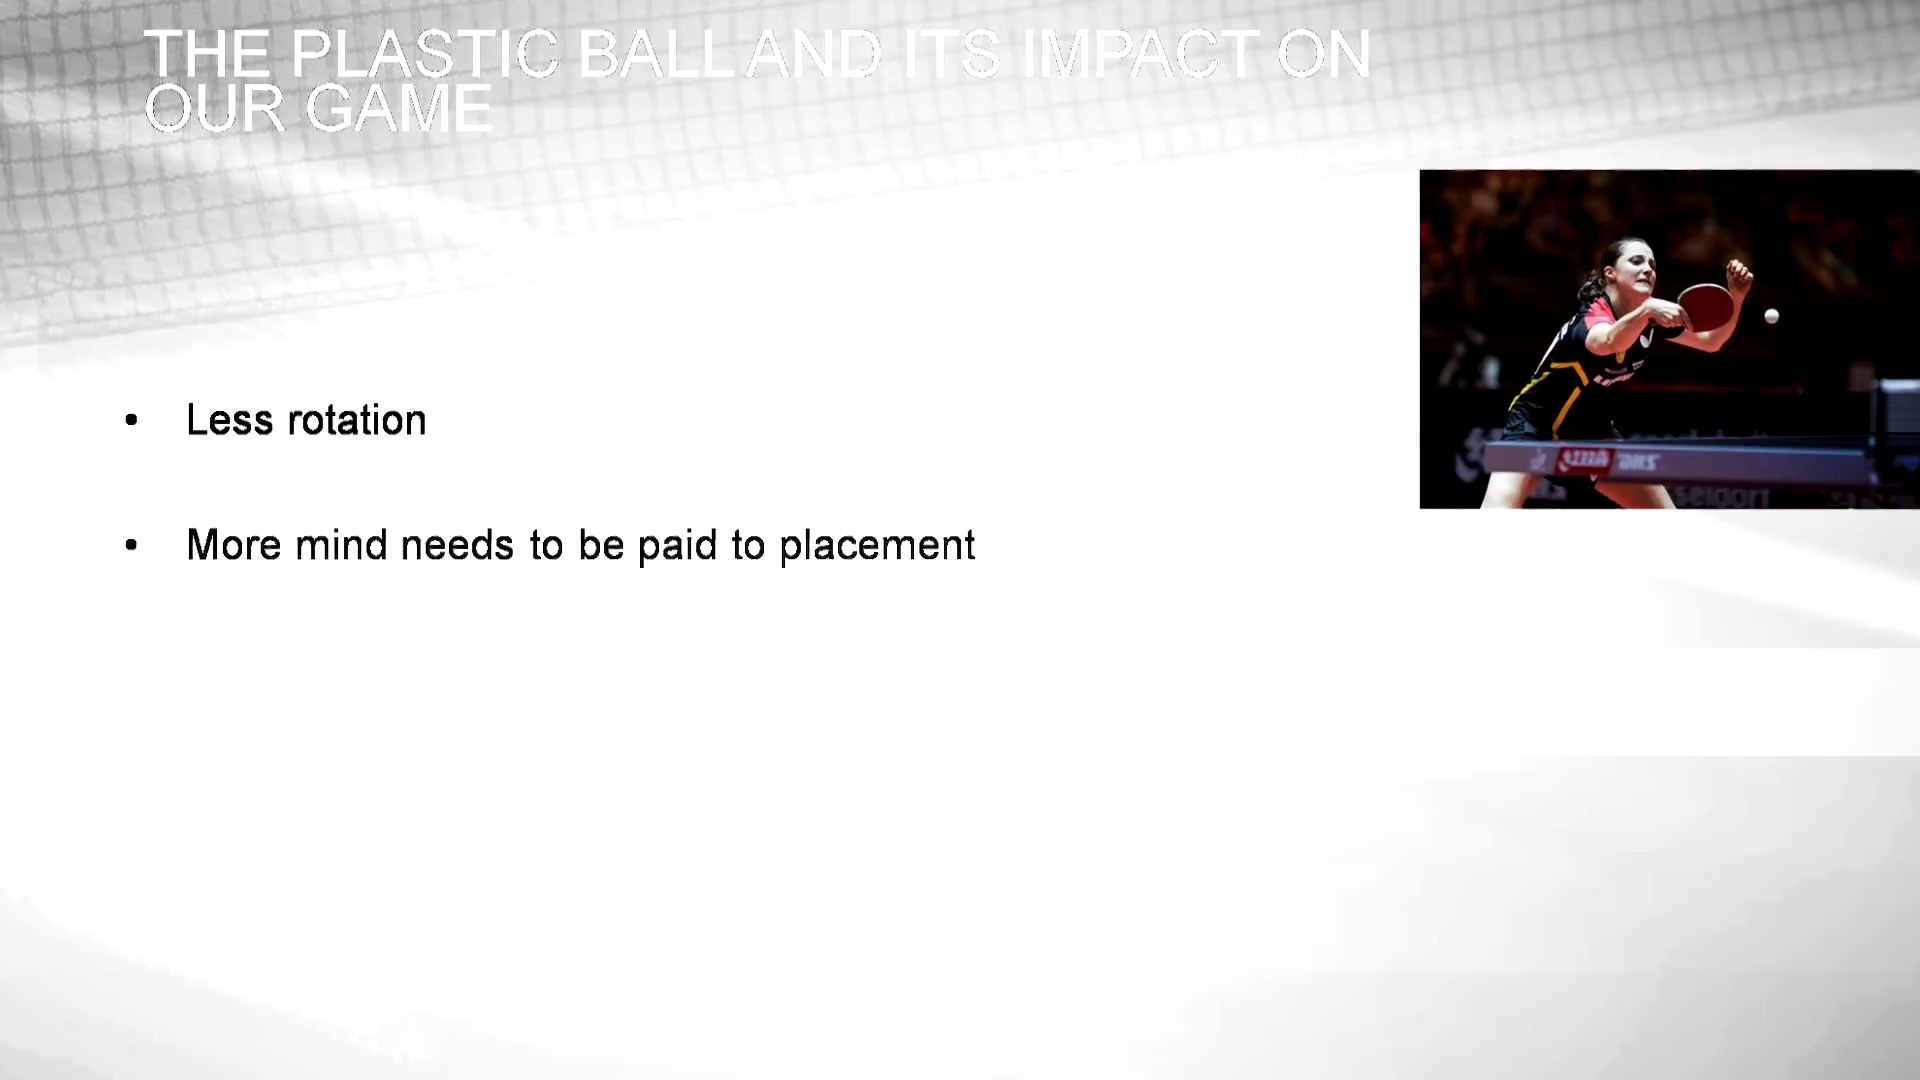 THE PLASTIC BALL AND ITS IMPACT ON
OUR GAME
• Less rotation
• More mind needs to be paid to placement
DHS